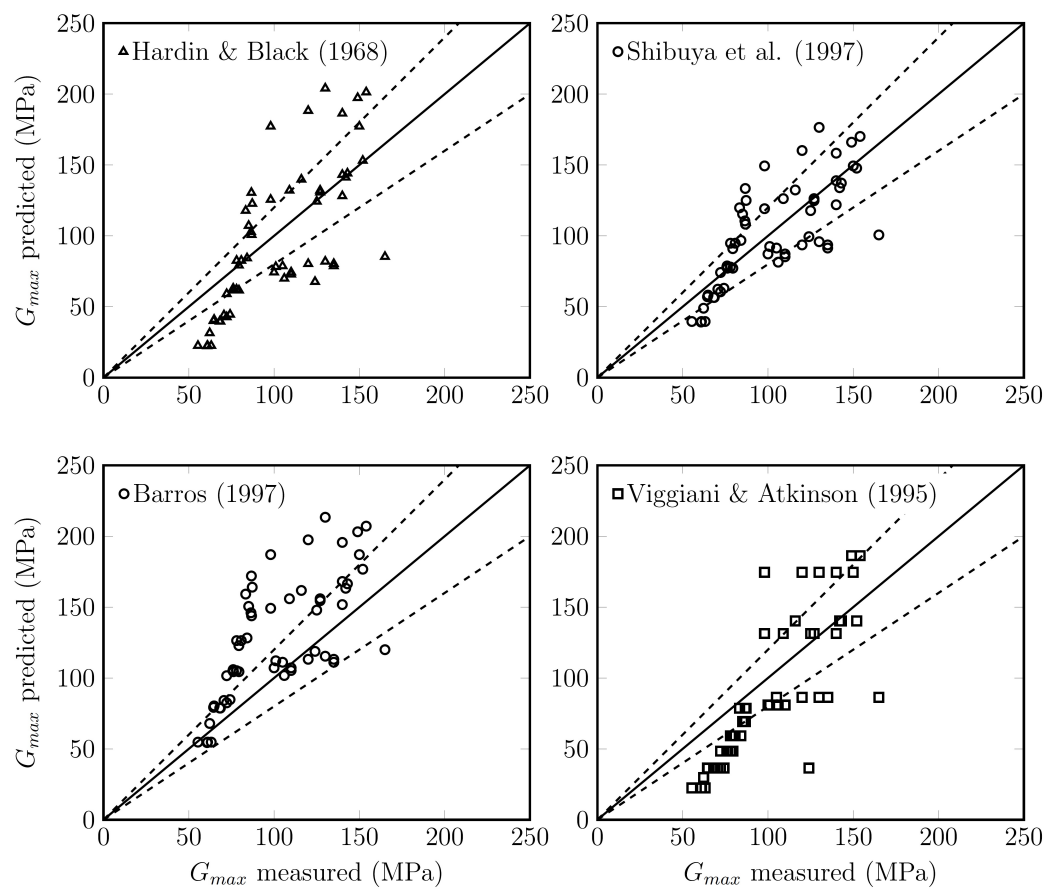 250
200
150
100
50
0
G_max predicted (MPa)
Hardin & Black (1968)
0 50 100 150 200 250
250
200
150
100
50
0
Shibuya et al. (1997)
0 50 100 150 200 250
250
200
150
100
50
0
G_max predicted (MPa)
Barros (1997)
0 50 100 150 200 250
G_max measured (MPa)
250
200
150
100
50
0
Viggiani & Atkinson (1995)
0 50 100 150 200 250
G_max measured (MPa)